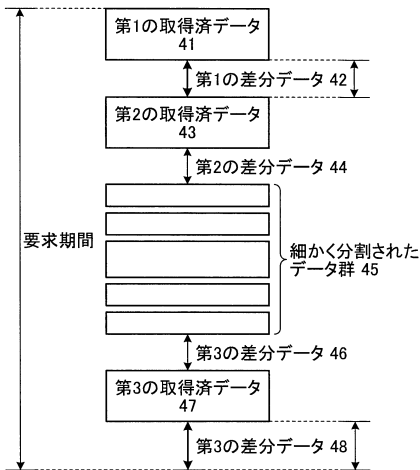 第1の取得済データ
41
第1の差分データ 42
第2の取得済データ
43
第2の差分データ 44
要求期間
細かく分割された
データ群 45
第3の差分データ 46
第3の取得済データ
47
第3の差分データ 48